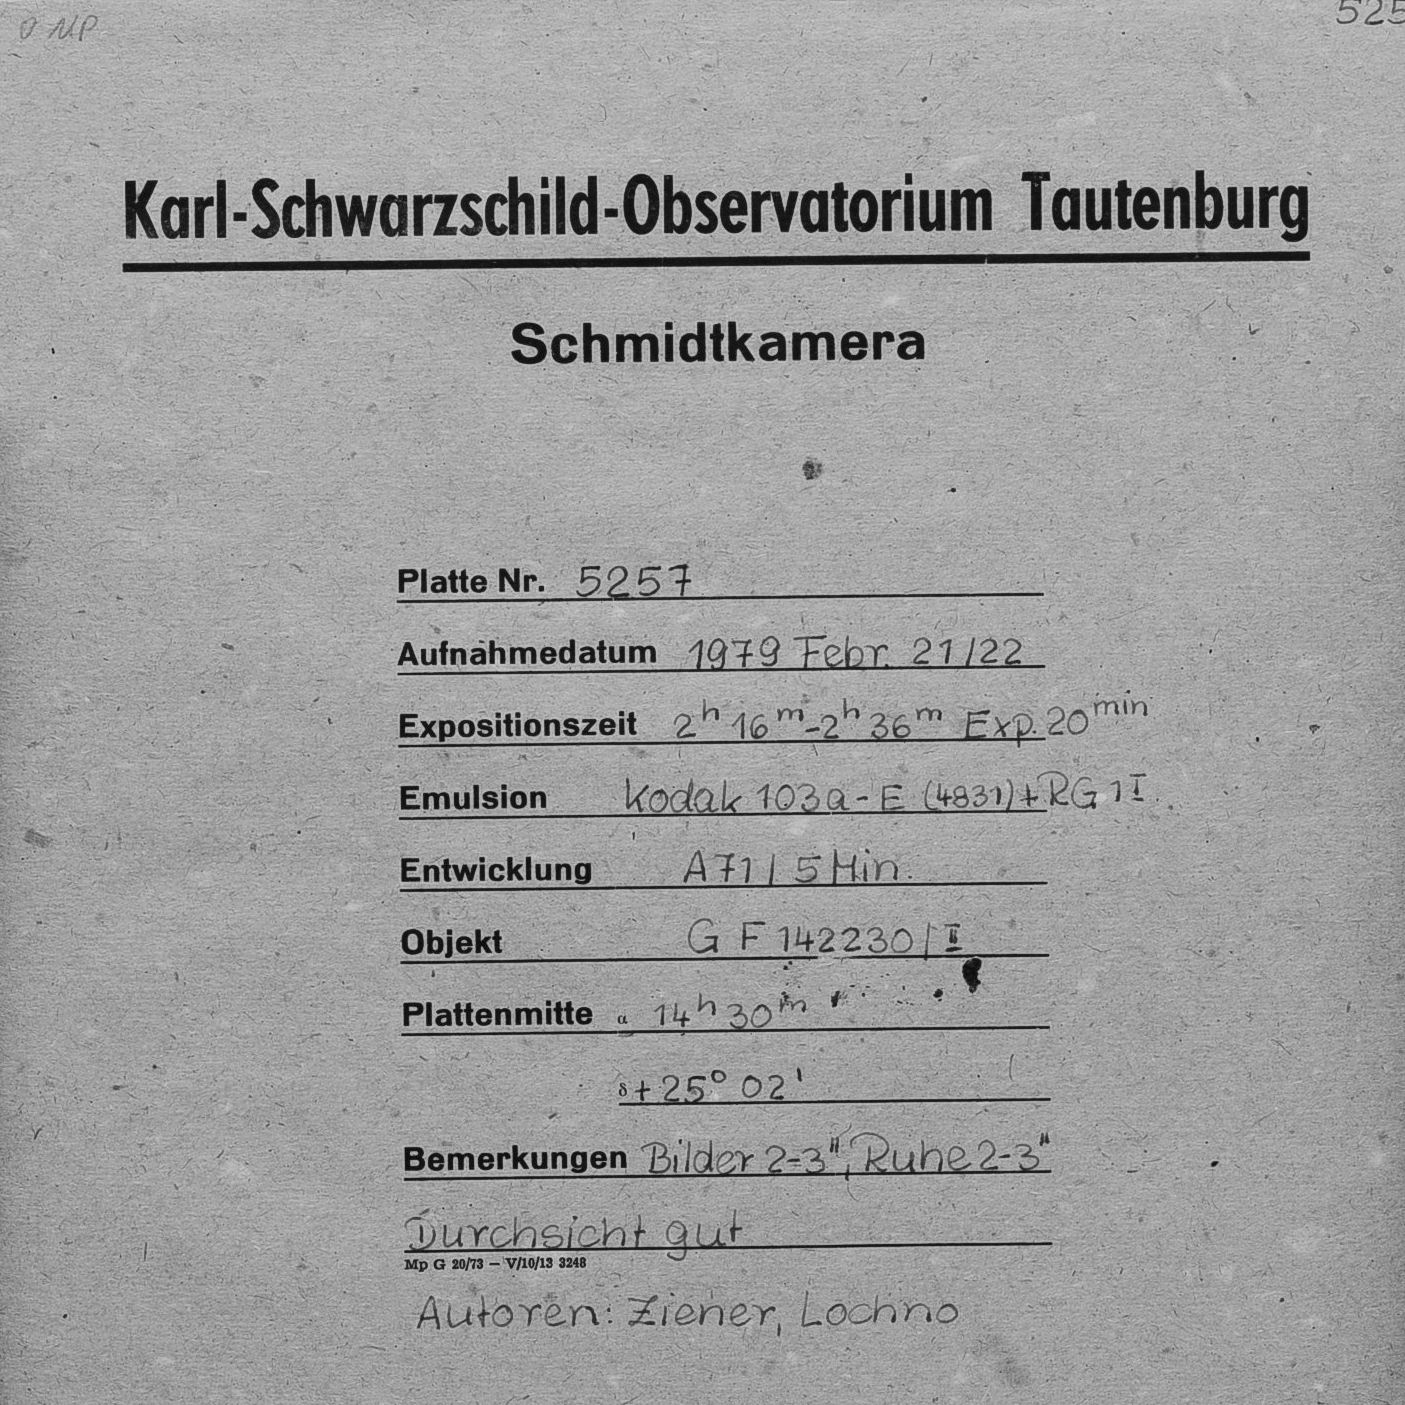 0 MP
525
Karl-Schwarzschild-Observatorium Tautenburg
Schmidtkamera
Platte Nr. 5257
Aufnahmedatum 1979 Febr. 21/22
Expositionszeit 2h 16m-2h 36m Exp. 20min
Emulsion Kodak 103a-E (4831)+RG1 I
Entwicklung A71 / 5 Min.
Objekt G F 142230/II
Plattenmitte α 14h 30m
δ +25° 02'
Bemerkungen Bilder 2-3", Ruhe 2-3"
Durchsicht gut
Mp G 20/73 — V/10/13 3248
Autoren: Ziener, Lochno